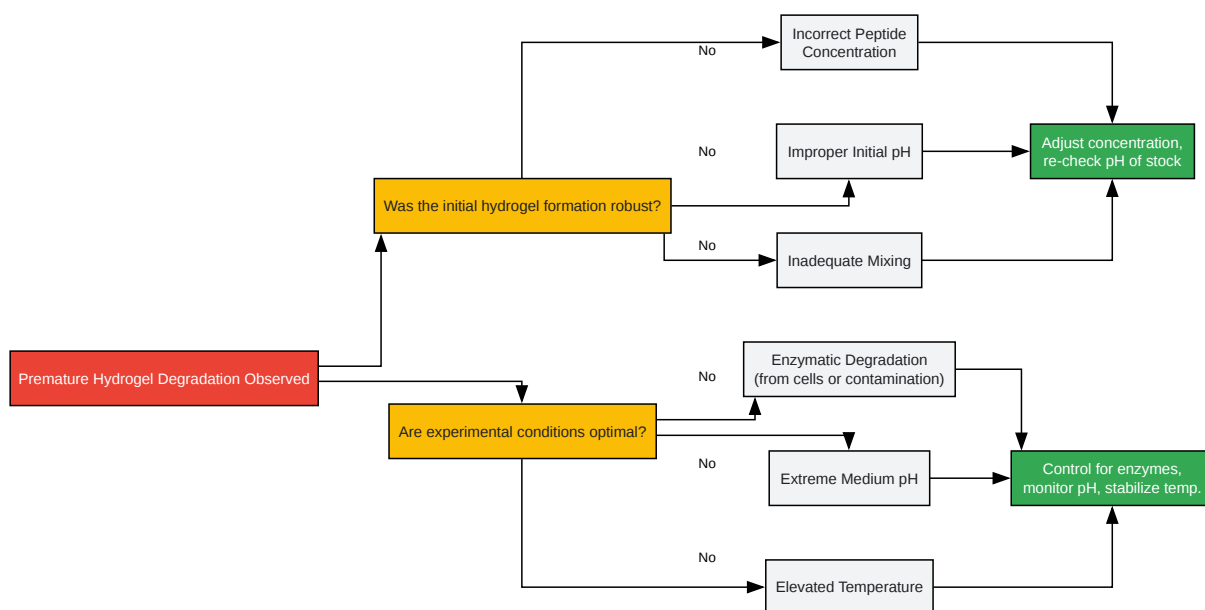 Incorrect Peptide
Concentration
No
Improper Initial pH
No
Adjust concentration,
re-check pH of stock
Was the initial hydrogel formation robust?
No
Inadequate Mixing
Premature Hydrogel Degradation Observed
Enzymatic Degradation
(from cells or contamination)
No
Are experimental conditions optimal?
No
Extreme Medium pH
Control for enzymes,
monitor pH, stabilize temp.
No
Elevated Temperature